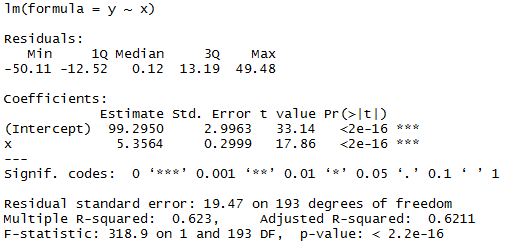 lm(formula = y ~ x)
Residuals:
Min 1Q Median 3Q Max
-50.11 -12.52 0.12 13.19 49.48
Coefficients:
Estimate Std. Error t value Pr(>|t|)
(Intercept) 99.2950 2.9963 33.14 <2e-16 ***
x 5.3564 0.2999 17.86 <2e-16 ***
---
Signif. codes: 0 ‘***’ 0.001 ‘**’ 0.01 ‘*’ 0.05 ‘.’ 0.1 ‘ ’ 1
Residual standard error: 19.47 on 193 degrees of freedom
Multiple R-squared: 0.623, Adjusted R-squared: 0.6211
F-statistic: 318.9 on 1 and 193 DF, p-value: < 2.2e-16